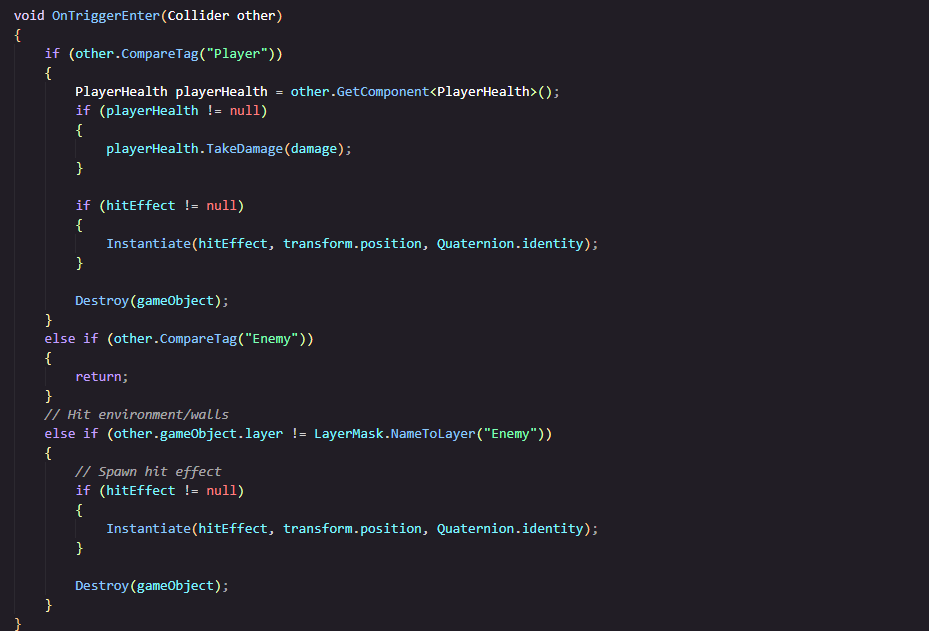 void OnTriggerEnter(Collider other)
{
    if (other.CompareTag("Player"))
    {
        PlayerHealth playerHealth = other.GetComponent<PlayerHealth>();
        if (playerHealth != null)
        {
            playerHealth.TakeDamage(damage);
        }

        if (hitEffect != null)
        {
            Instantiate(hitEffect, transform.position, Quaternion.identity);
        }

        Destroy(gameObject);
    }
    else if (other.CompareTag("Enemy"))
    {
        return;
    }
    // Hit environment/walls
    else if (other.gameObject.layer != LayerMask.NameToLayer("Enemy"))
    {
        // Spawn hit effect
        if (hitEffect != null)
        {
            Instantiate(hitEffect, transform.position, Quaternion.identity);
        }

        Destroy(gameObject);
    }
}